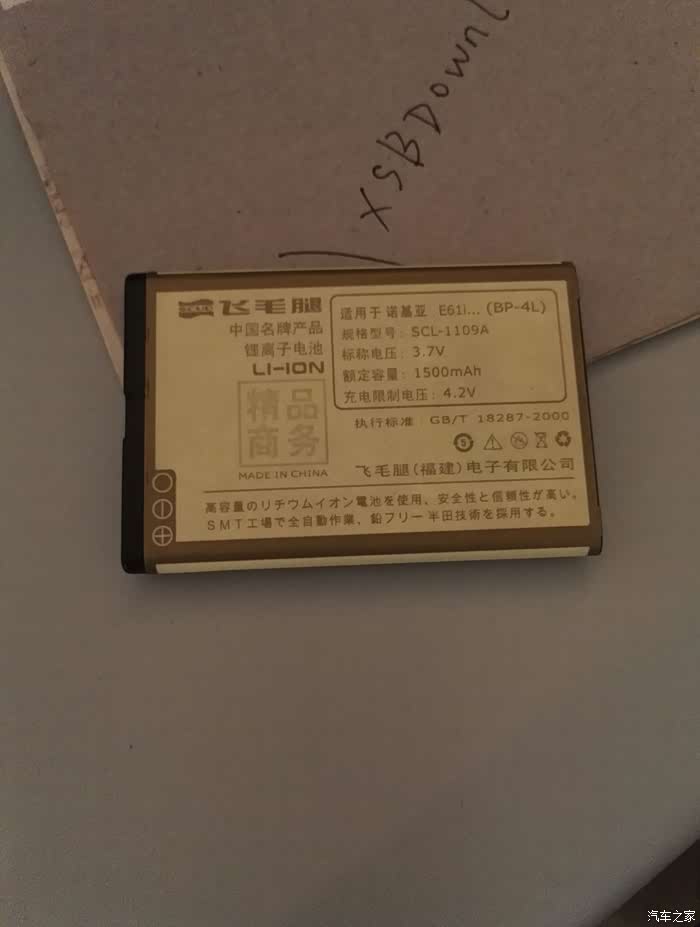 XSBDown
SCUD 飞毛腿
中国名牌产品
锂离子电池
LI-ION
精品
商务
MADE IN CHINA
适用于 诺基亚 E61i... (BP-4L)
规格型号: SCL-1109A
标称电压: 3.7V
额定容量: 1500mAh
充电限制电压: 4.2V
执行标准: GB/T 18287-2000
5
飞毛腿(福建)电子有限公司
高容量のリチウムイオン電池を使用、安全性と信頼性が高い。
SMT工場で全自動作業、鉛フリー半田技術を採用する。
汽车之家